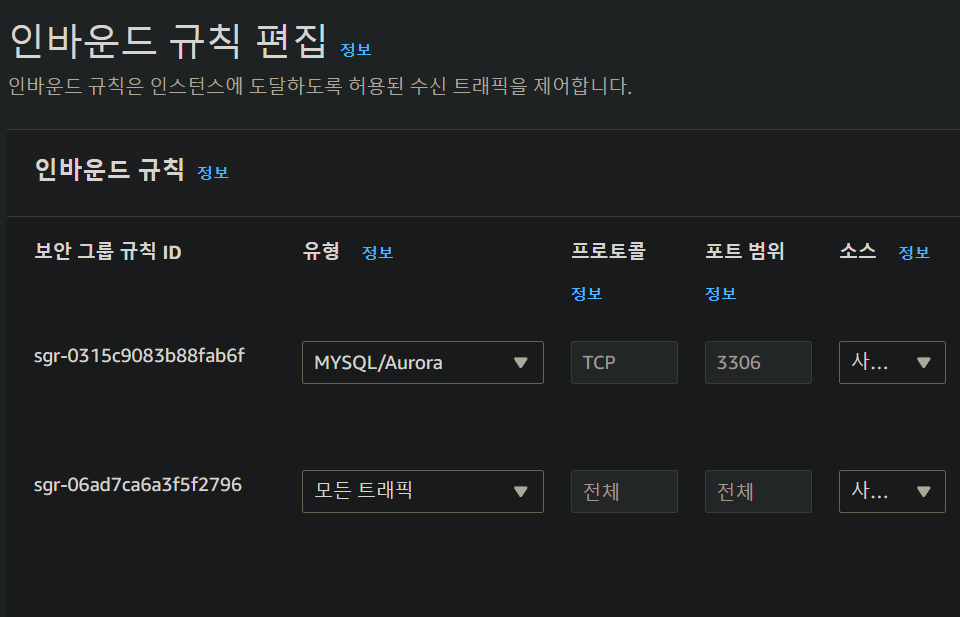 인바운드 규칙 편집 정보
인바운드 규칙은 인스턴스에 도달하도록 허용된 수신 트래픽을 제어합니다.
인바운드 규칙 정보
보안 그룹 규칙 ID 유형 정보 프로토콜 정보 포트 범위 정보 소스 정보
sgr-0315c9083b88fab6f MYSQL/Aurora TCP 3306 사...
sgr-06ad7ca6a3f5f2796 모든 트래픽 전체 전체 사...